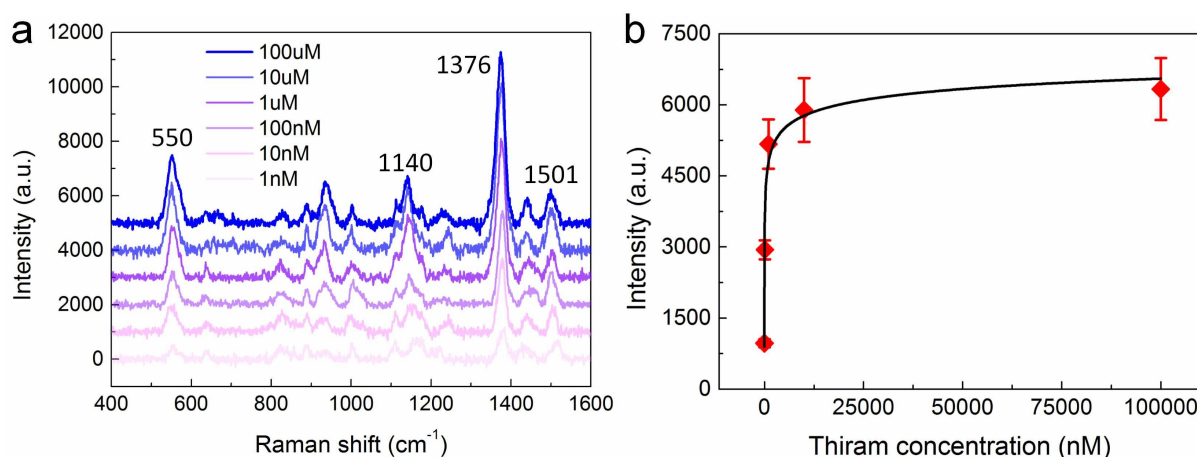 a
12000
10000
8000
6000
4000
2000
0
Intensity (a.u.)
100uM
10uM
1uM
100nM
10nM
1nM
550
1140
1376
1501
400
600
800
1000
1200
1400
1600
Raman shift (cm⁻¹)
b
7500
6000
4500
3000
1500
0
Intensity (a.u.)
0
25000
50000
75000
100000
Thiram concentration (nM)